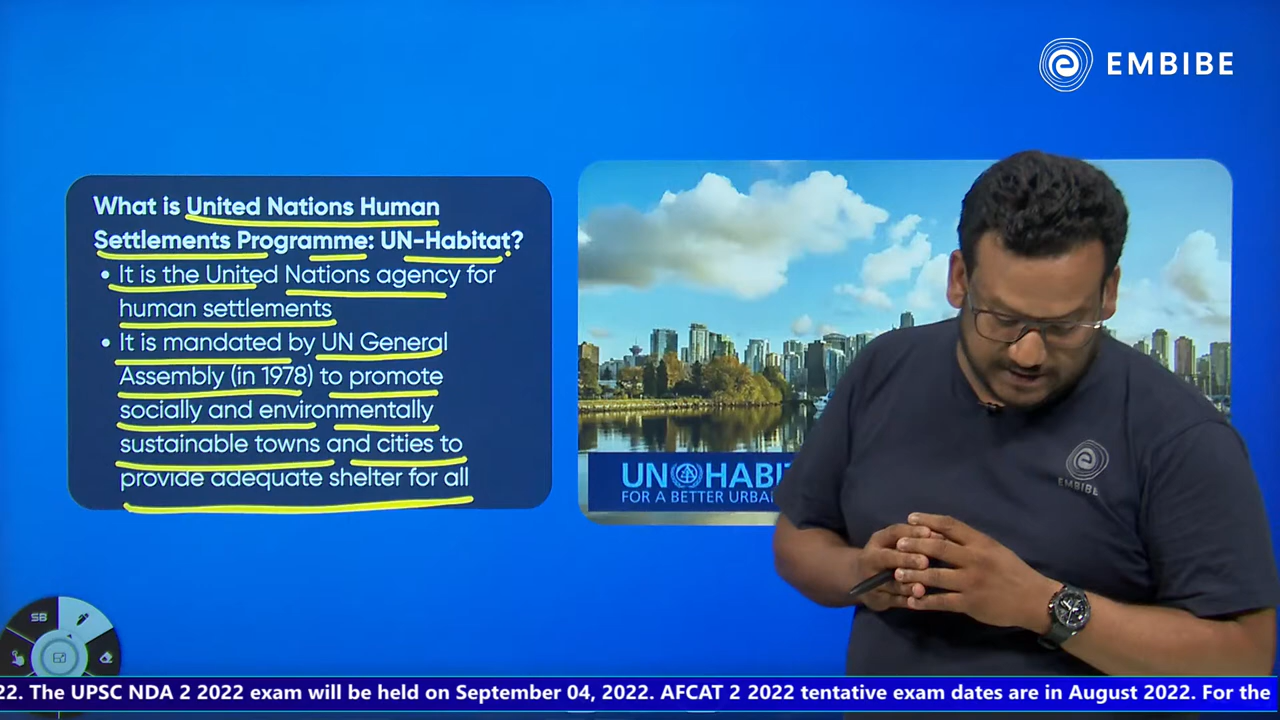 EMBIBE
What is United Nations Human
Settlements Programme: UN-Habitat?
• It is the United Nations agency for
human settlements
• It is mandated by UN General
Assembly (in 1978) to promote
socially and environmentally
sustainable towns and cities to
provide adequate shelter for all
UN HABIT
FOR A BETTER URBA
EMBIBE
SB
22. The UPSC NDA 2 2022 exam will be held on September 04, 2022. AFCAT 2 2022 tentative exam dates are in August 2022. For the